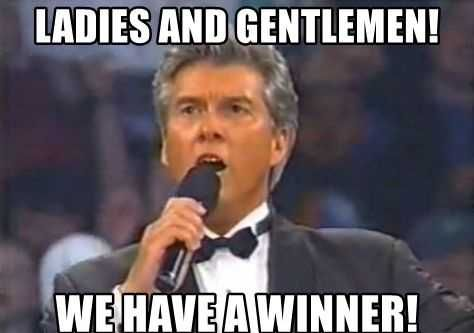 LADIES AND GENTLEMEN!
WE HAVE A WINNER!